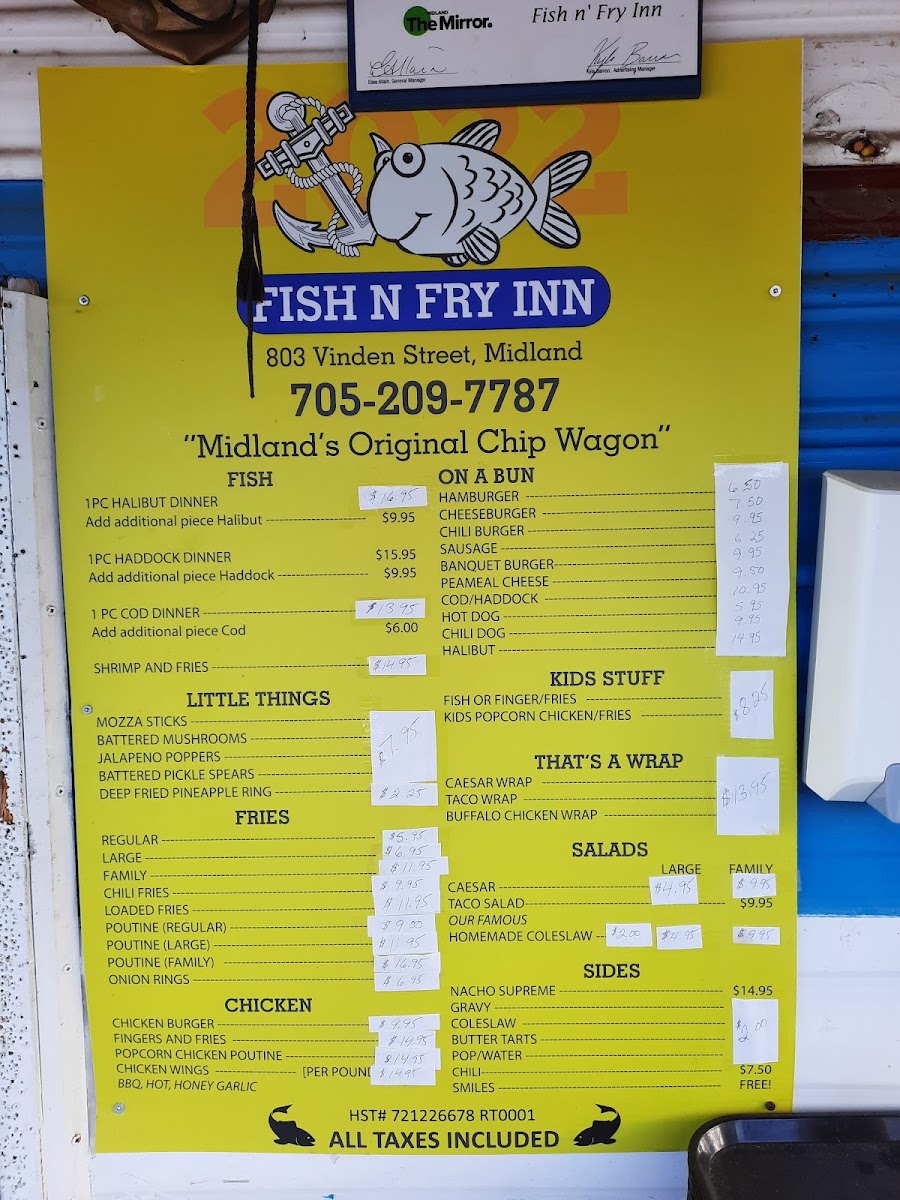 MIDLAND
The Mirror.
Fish n' Fry Inn
Elise Allain, General Manager
Kyle Barron, Advertising Manager
2022
FISH N FRY INN
803 Vinden Street, Midland
705-209-7787
"Midland's Original Chip Wagon"
FISH
1PC HALIBUT DINNER $16.95
Add additional piece Halibut $9.95
1PC HADDOCK DINNER $15.95
Add additional piece Haddock $9.95
1 PC COD DINNER $13.95
Add additional piece Cod $6.00
SHRIMP AND FRIES $14.95
LITTLE THINGS
MOZZA STICKS
BATTERED MUSHROOMS
JALAPENO POPPERS $7.95
BATTERED PICKLE SPEARS
DEEP FRIED PINEAPPLE RING $2.25
FRIES
REGULAR $5.95
LARGE $6.95
FAMILY $11.95
CHILI FRIES $9.95
LOADED FRIES $11.95
POUTINE (REGULAR) $9.00
POUTINE (LARGE) $11.95
POUTINE (FAMILY) $16.95
ONION RINGS $6.95
CHICKEN
CHICKEN BURGER $9.95
FINGERS AND FRIES $14.95
POPCORN CHICKEN POUTINE $14.95
CHICKEN WINGS [PER POUND $14.95
BBQ, HOT, HONEY GARLIC
ON A BUN
HAMBURGER 6.50
CHEESEBURGER 7.50
CHILI BURGER 9.95
SAUSAGE 6.25
BANQUET BURGER 9.95
PEAMEAL CHEESE 9.50
COD/HADDOCK 10.95
HOT DOG 5.95
CHILI DOG 9.95
HALIBUT 14.95
KIDS STUFF
FISH OR FINGER/FRIES
KIDS POPCORN CHICKEN/FRIES $8.25
THAT'S A WRAP
CAESAR WRAP
TACO WRAP $13.95
BUFFALO CHICKEN WRAP
SALADS
LARGE FAMILY
CAESAR $4.95 $9.95
TACO SALAD $9.95
OUR FAMOUS
HOMEMADE COLESLAW $2.00 $4.95 $9.95
SIDES
NACHO SUPREME $14.95
GRAVY
COLESLAW $2.00
BUTTER TARTS
POP/WATER
CHILI $7.50
SMILES FREE!
HST# 721226678 RT0001
ALL TAXES INCLUDED